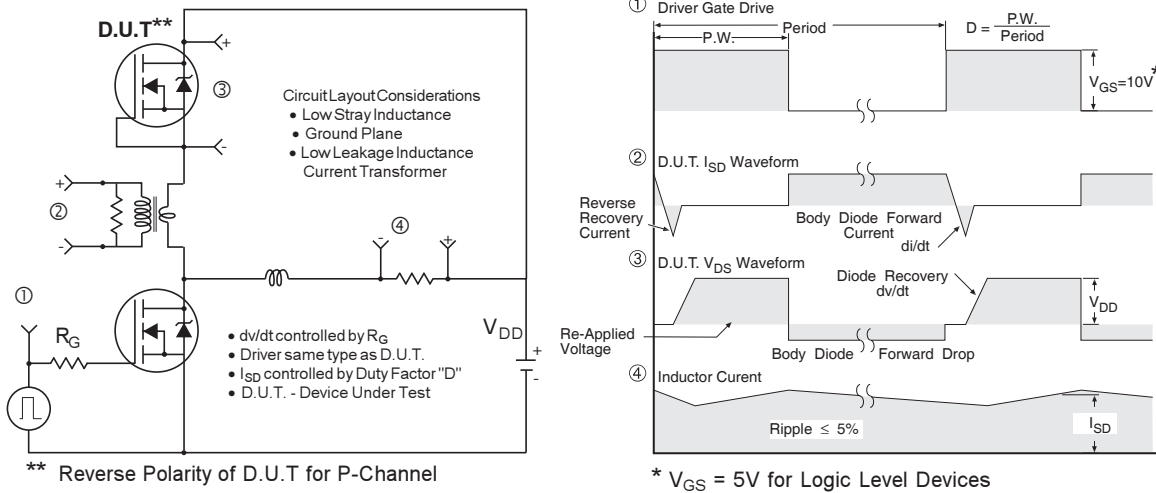 D.U.T**
+
③
-
Circuit Layout Considerations
• Low Stray Inductance
• Ground Plane
• Low Leakage Inductance
Current Transformer
+
②
-
④
-
+
①
R_G
• dv/dt controlled by R_G
• Driver same type as D.U.T.
• I_SD controlled by Duty Factor "D"
• D.U.T. - Device Under Test
V_DD
+
-
** Reverse Polarity of D.U.T for P-Channel
① Driver Gate Drive
Period
P.W.
D = P.W. / Period
V_GS=10V*
② D.U.T. I_SD Waveform
Reverse
Recovery
Current
Body Diode Forward
Current
di/dt
③ D.U.T. V_DS Waveform
Diode Recovery
dv/dt
V_DD
Re-Applied
Voltage
Body Diode Forward Drop
④ Inductor Curent
Ripple ≤ 5%
I_SD
* V_GS = 5V for Logic Level Devices